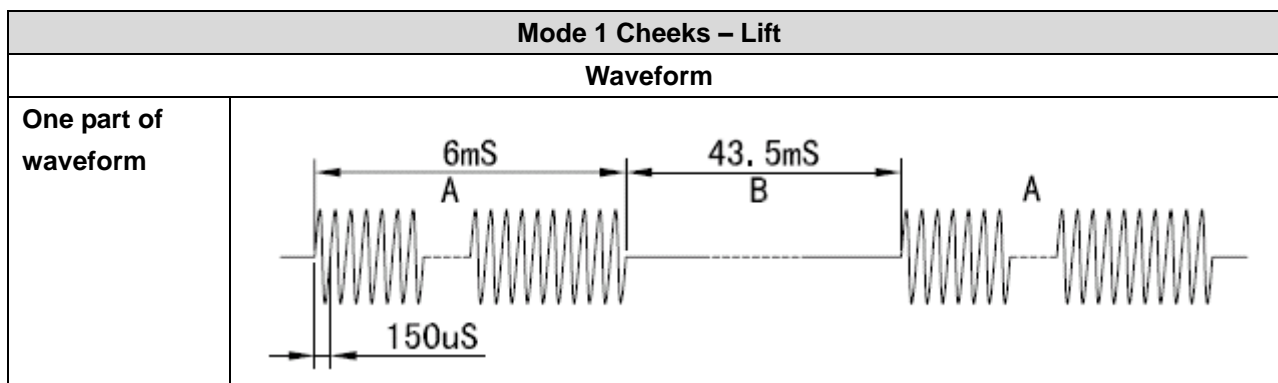 Mode 1 Cheeks – Lift
Waveform
One part of
waveform
6mS
43.5mS
A
B
A
150uS